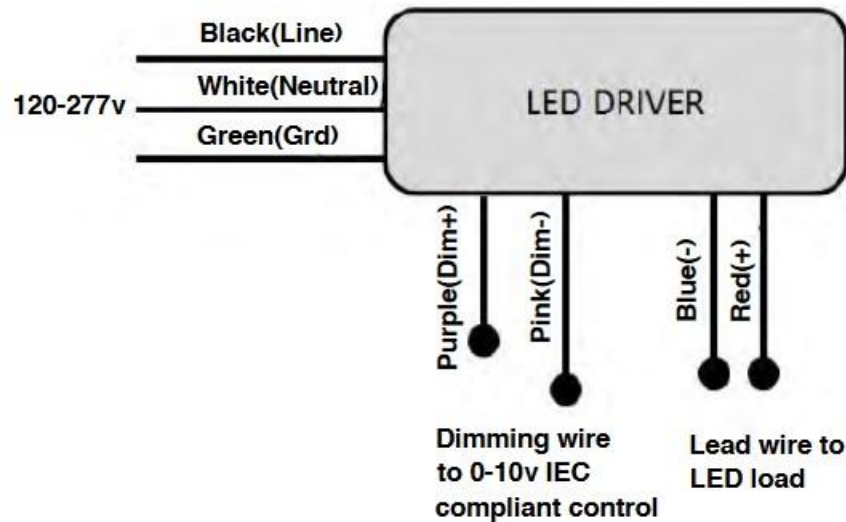 Black(Line)
White(Neutral)
120-277v
Green(Grd)
LED DRIVER
Purple(Dim+)
Pink(Dim-)
Blue(-)
Red(+)
Dimming wire
to 0-10v IEC
compliant control
Lead wire to
LED load